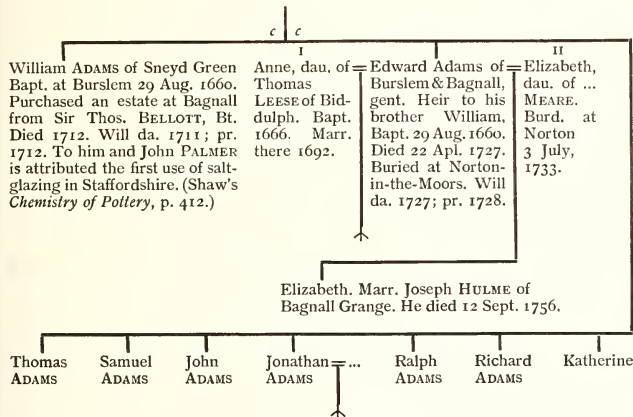 c c
William ADAMS of Sneyd Green
Bapt. at Burslem 29 Aug. 1660.
Purchased an estate at Bagnall
from Sir Thos. BELLOTT, Bt.
Died 1712. Will da. 1711; pr.
1712. To him and John PALMER
is attributed the first use of salt-
glazing in Staffordshire. (Shaw's
Chemistry of Pottery, p. 412.)
I
Anne, dau. of=
Thomas
LEESE of Bid-
dulph. Bapt.
1666. Marr.
there 1692.
Edward Adams of=
Burslem & Bagnall,
gent. Heir to his
brother William,
Bapt. 29 Aug. 1660.
Died 22 Apl. 1727.
Buried at Norton-
in-the-Moors. Will
da. 1727; pr. 1728.
II
Elizabeth,
dau. of ...
MEARE.
Burd. at
Norton
3 July,
1733.
Elizabeth. Marr. Joseph HULME of
Bagnall Grange. He died 12 Sept. 1756.
Thomas
ADAMS
Samuel
ADAMS
John
ADAMS
Jonathan=...
ADAMS
Ralph
ADAMS
Richard
ADAMS
Katherine